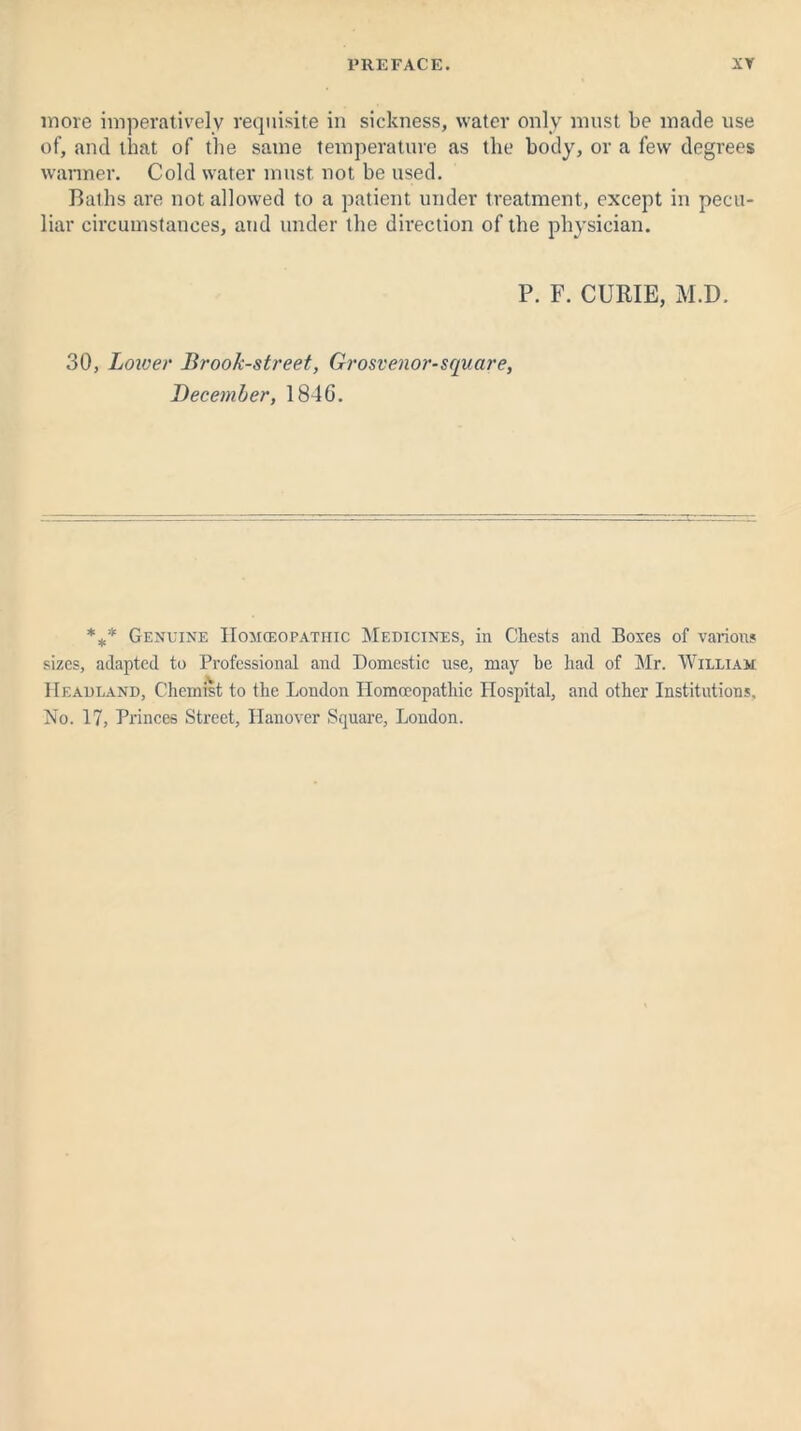 PREFACE. XV
more imperatively requisite in sickness, water only must be made use
of, and that of the same temperature as the body, or a few degrees
warmer. Cold water must not be used.
Baths are not allowed to a patient under treatment, except in pecu-
liar circumstances, and under the direction of the physician.
P. F. CURIE, M.D.
30, Lower Brook-street, Grosvenor-square,
December, 1846.
*⁎* GENUINE HOMŒOPATHIC MEDICINES, in Chests and Boxes of various
sizes, adapted to Professional and Domestic use, may be had of Mr. WILLIAM
HEADLAND, Chemist to the London Homœopathic Hospital, and other Institutions,
No. 17, Princes Street, Hanover Square, London.